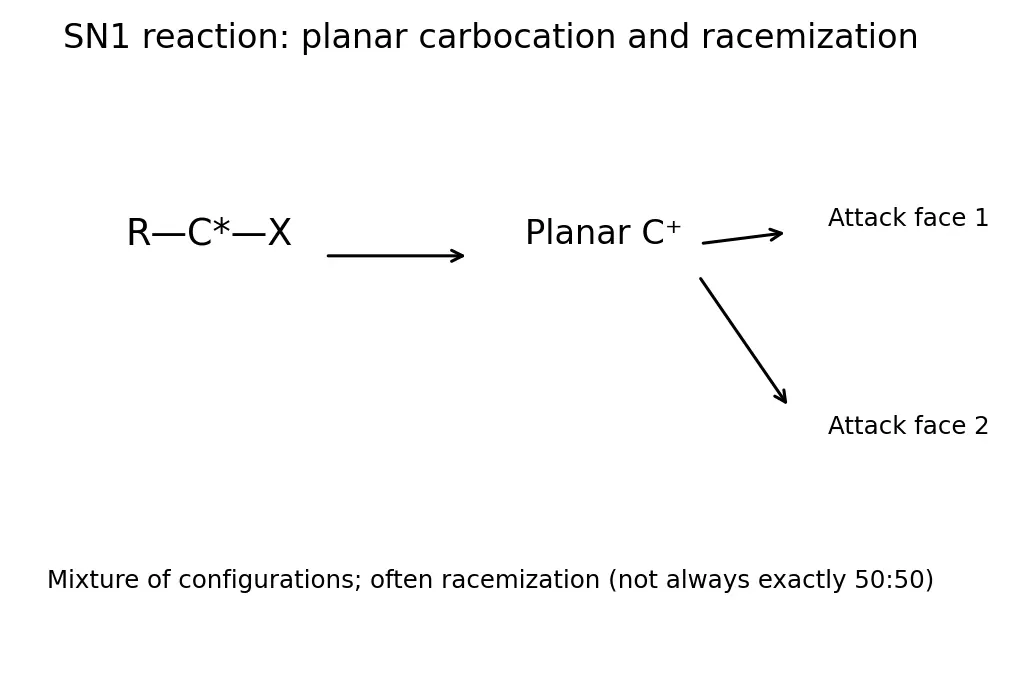 SN1 reaction: planar carbocation and racemization
R—C*—X
Planar C⁺
Attack face 1
Attack face 2
Mixture of configurations; often racemization (not always exactly 50:50)